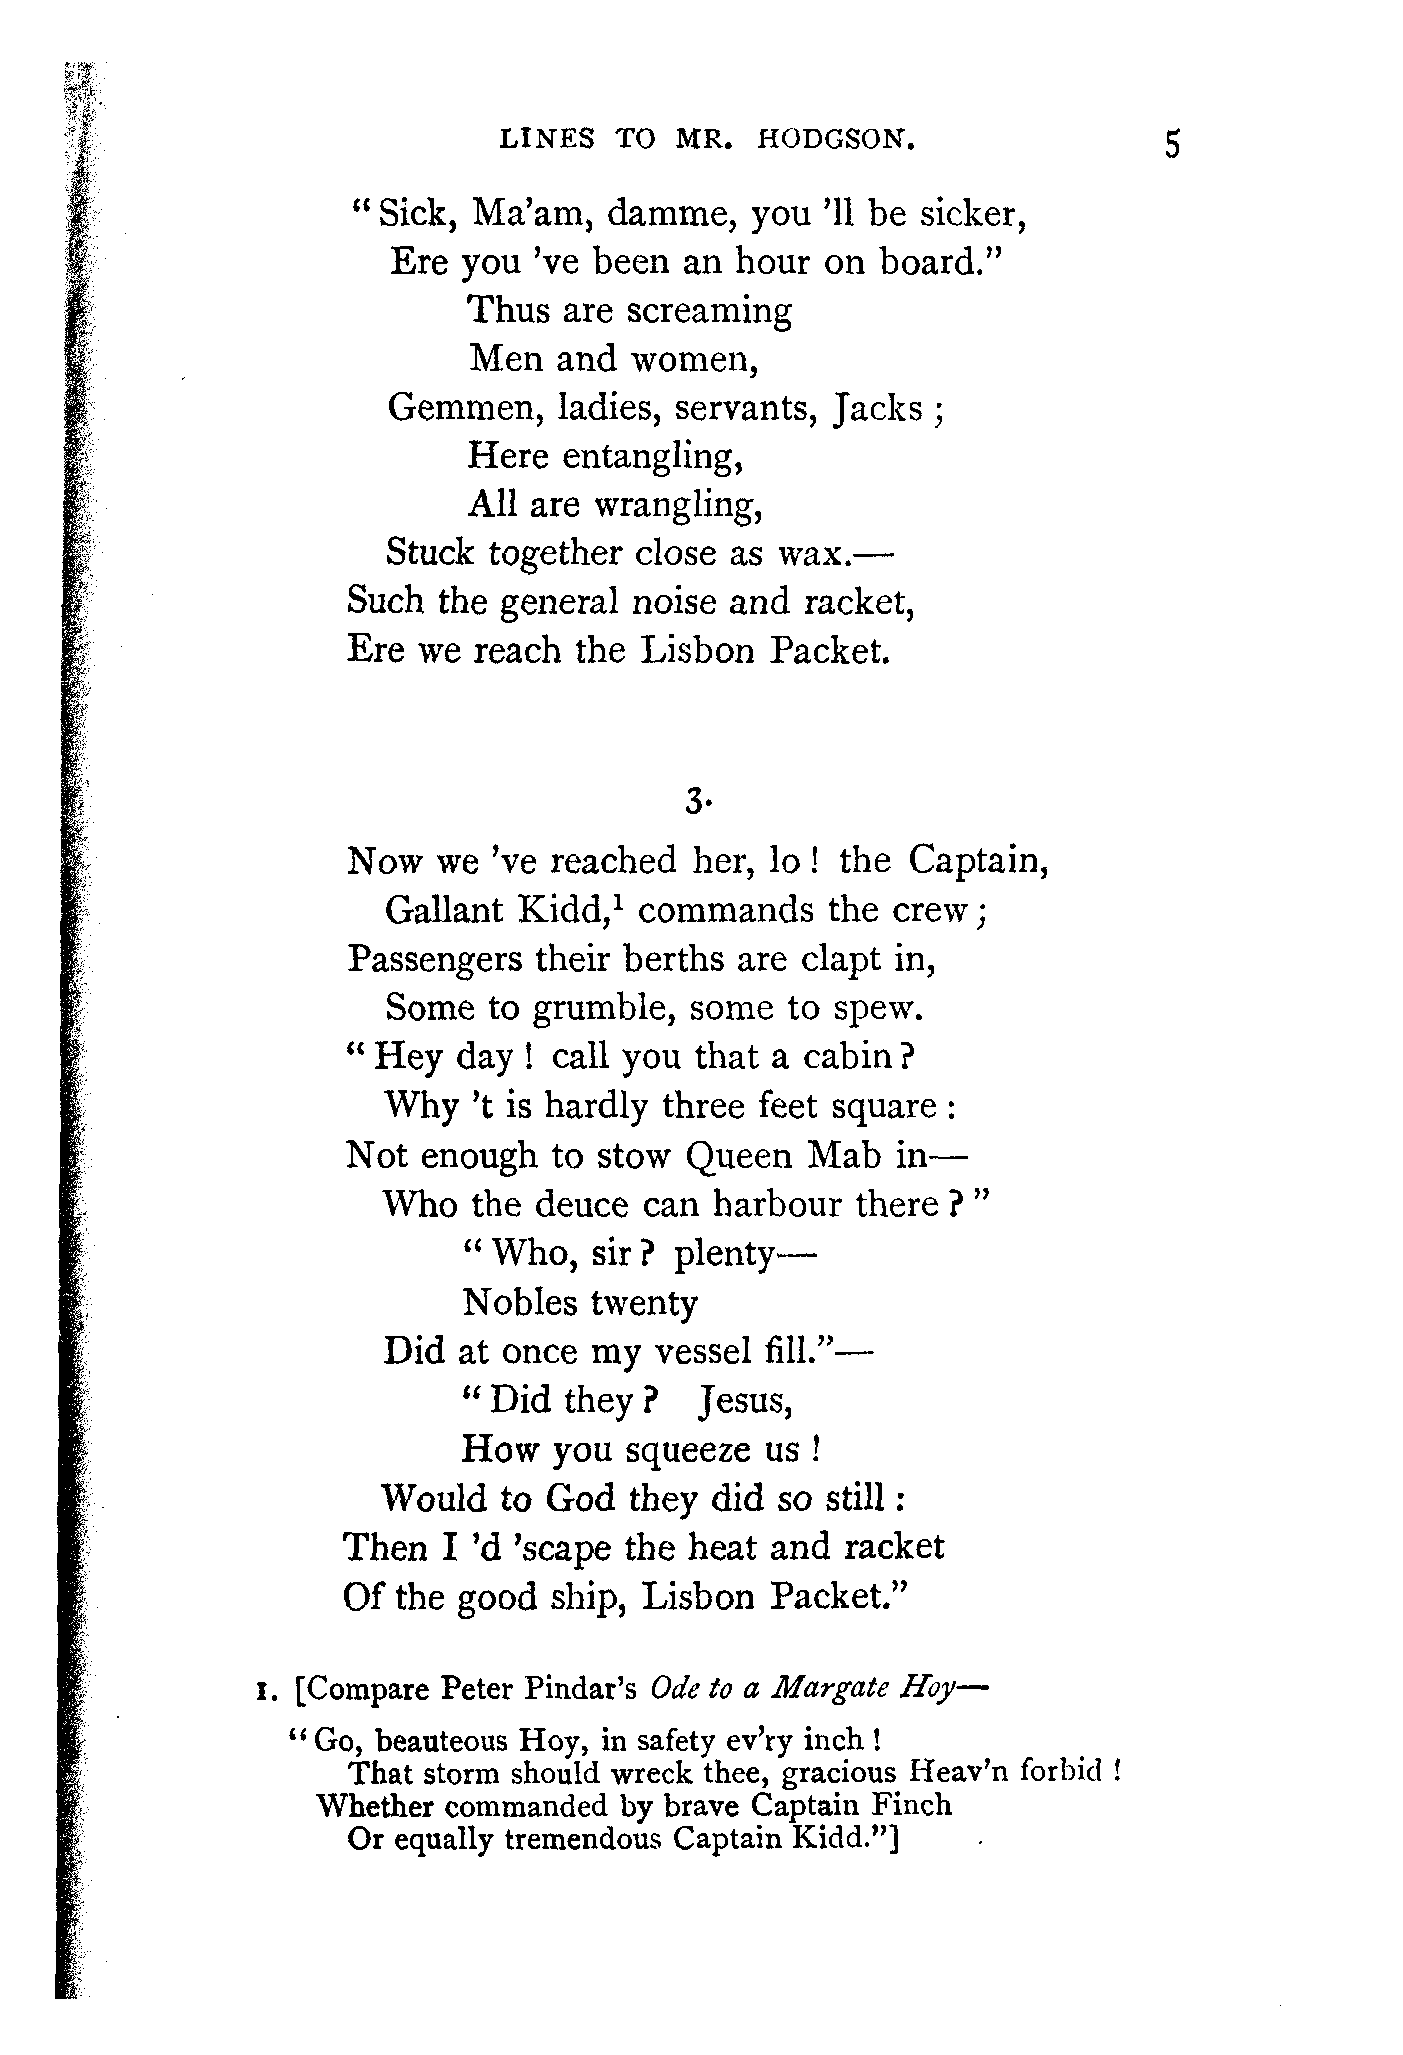 LINES TO MR. HODGSON. 5
“Sick, Ma’am, damme, you ’ll be sicker,
Ere you ’ve been an hour on board.”
Thus are screaming
Men and women,
Gemmen, ladies, servants, Jacks ;
Here entangling,
All are wrangling,
Stuck together close as wax.—
Such the general noise and racket,
Ere we reach the Lisbon Packet.
3.
Now we ’ve reached her, lo ! the Captain,
Gallant Kidd,¹ commands the crew ;
Passengers their berths are clapt in,
Some to grumble, some to spew.
“ Hey day ! call you that a cabin ?
Why ’t is hardly three feet square :
Not enough to stow Queen Mab in—
Who the deuce can harbour there ? ”
“ Who, sir ? plenty—
Nobles twenty
Did at once my vessel fill.”—
“ Did they ? Jesus,
How you squeeze us !
Would to God they did so still :
Then I ’d ’scape the heat and racket
Of the good ship, Lisbon Packet.”
1. [Compare Peter Pindar’s Ode to a Margate Hoy—
“ Go, beauteous Hoy, in safety ev’ry inch !
That storm should wreck thee, gracious Heav’n forbid !
Whether commanded by brave Captain Finch
Or equally tremendous Captain Kidd.”]